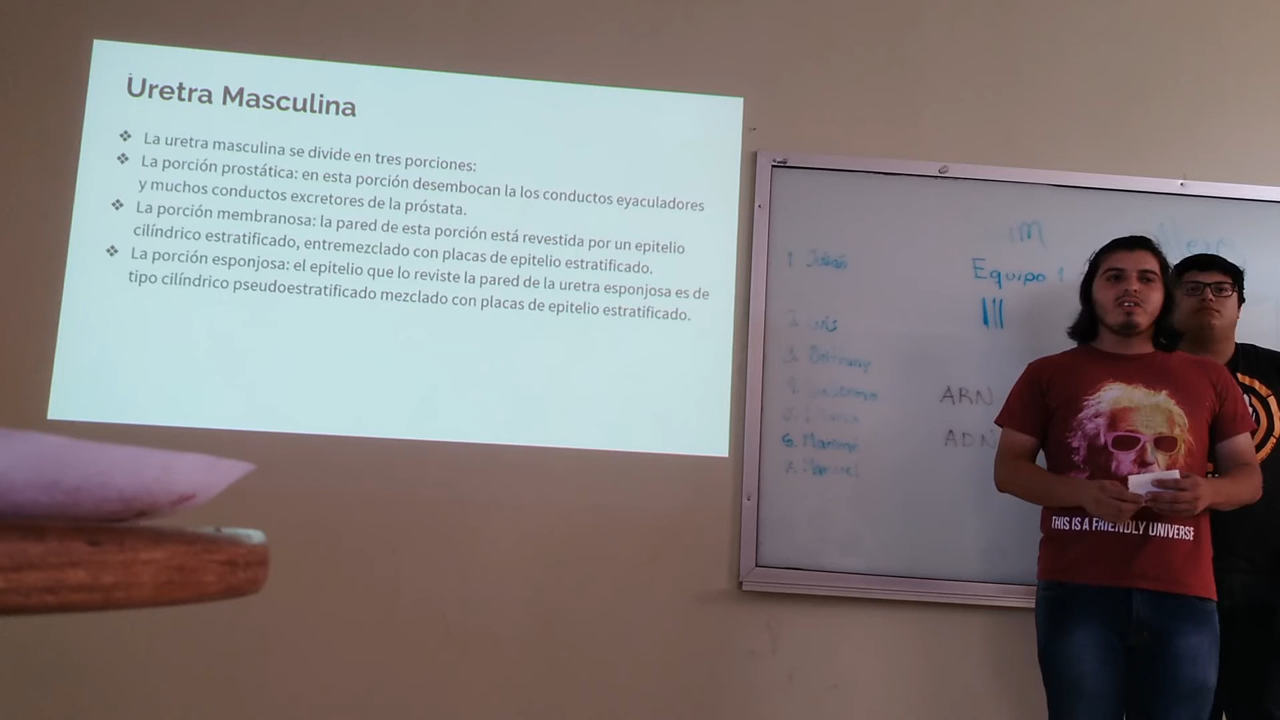 Uretra Masculina
❖ La uretra masculina se divide en tres porciones:
❖ La porción prostática: en esta porción desembocan la los conductos eyaculadores
y muchos conductos excretores de la próstata.
❖ La porción membranosa: la pared de esta porción está revestida por un epitelio
cilíndrico estratificado, entremezclado con placas de epitelio estratificado.
❖ La porción esponjosa: el epitelio que lo reviste la pared de la uretra esponjosa es de
tipo cilíndrico pseudoestratificado mezclado con placas de epitelio estratificado.
1M
Equipo 1
1
ARN
ADN
THIS IS A FRIENDLY UNIVERSE